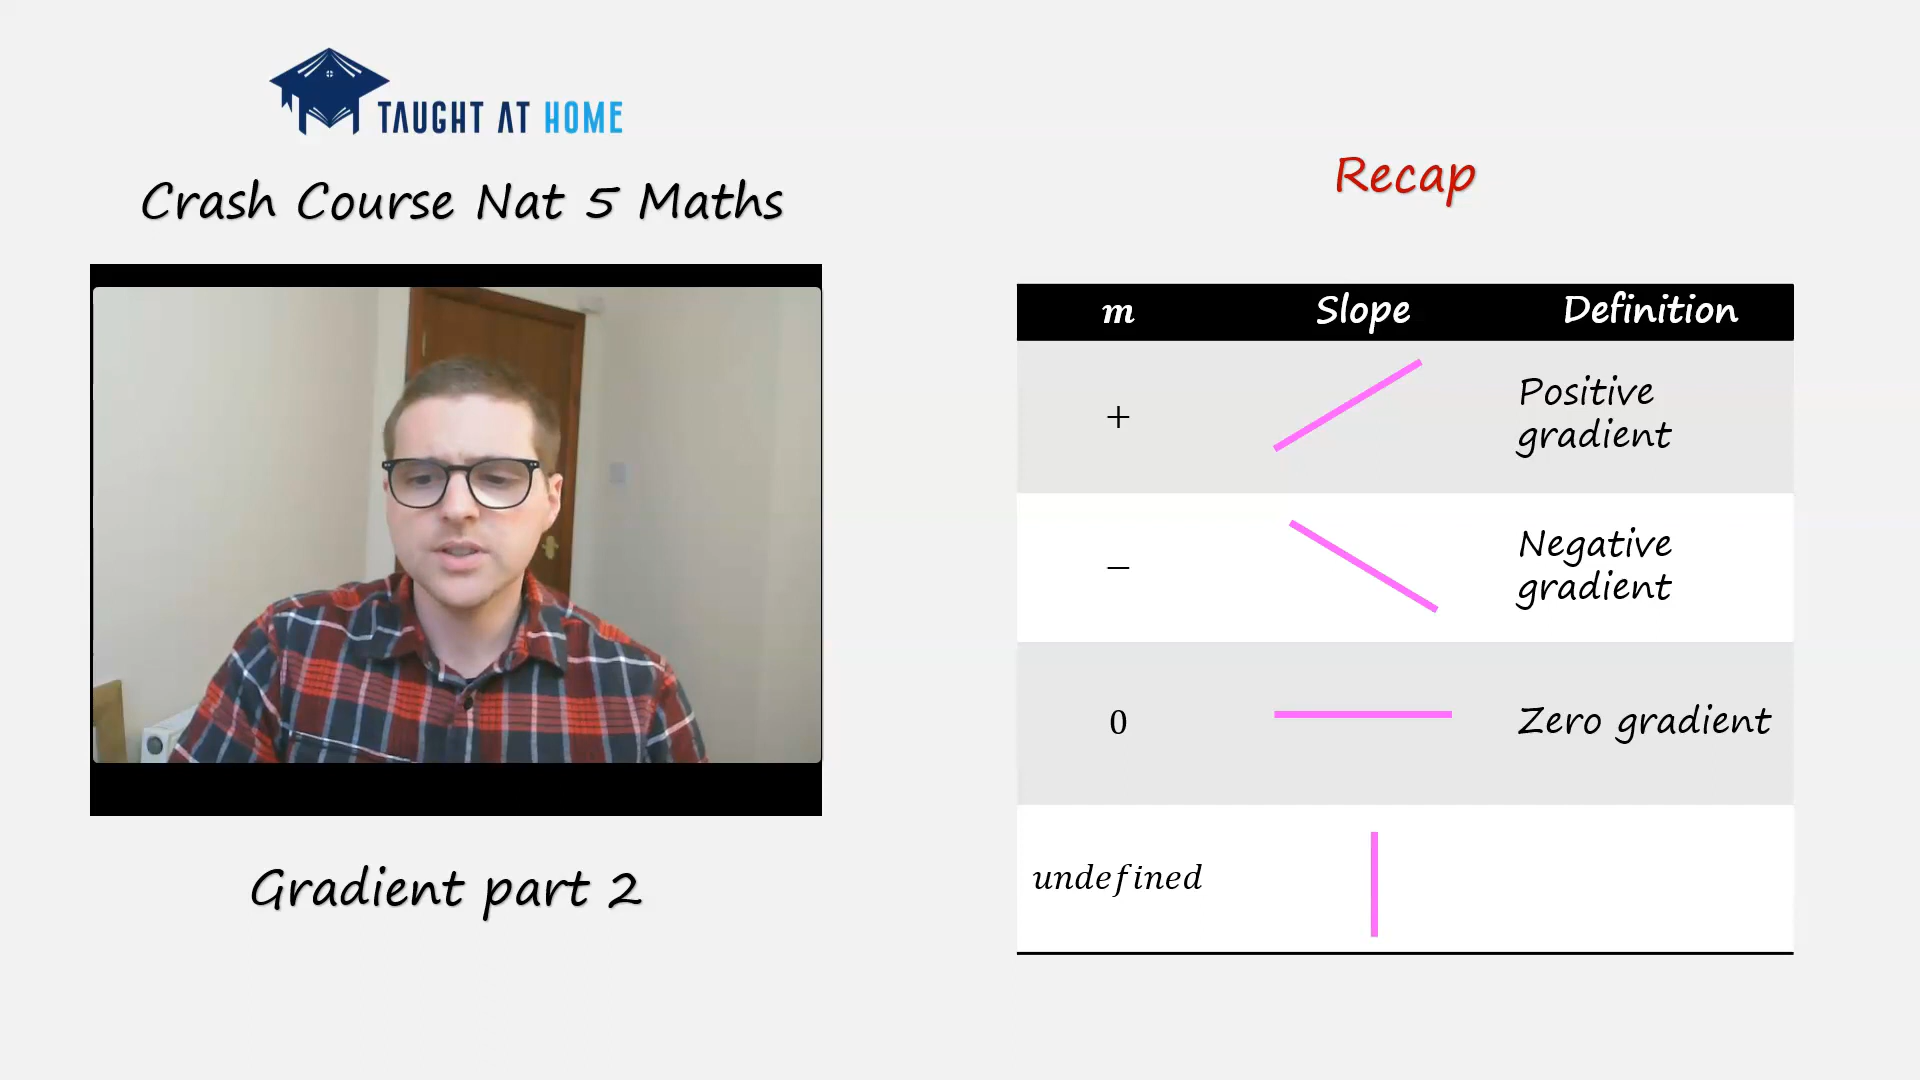 TAUGHT AT HOME
Crash Course Nat 5 Maths
Gradient part 2
Recap
m Slope Definition
+ Positive
gradient
− Negative
gradient
0 Zero gradient
undefined